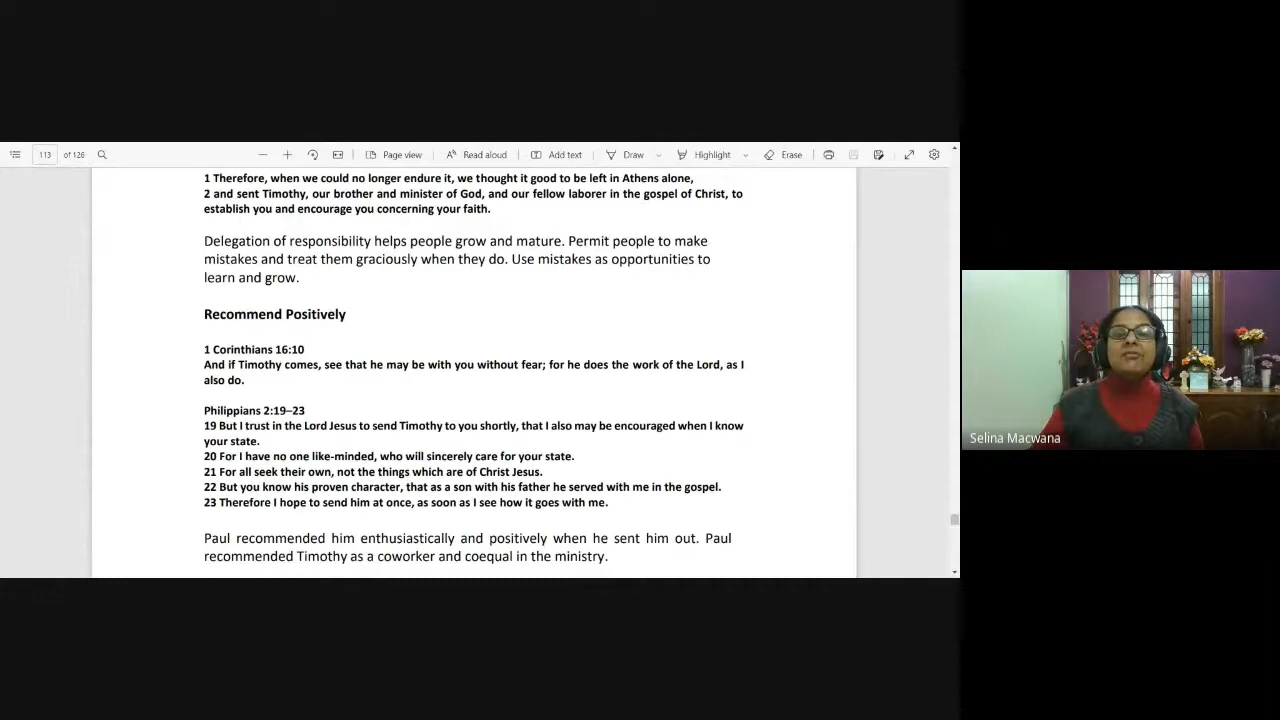 113 of 126 Page view Read aloud Add text Draw Highlight Erase
1 Therefore, when we could no longer endure it, we thought it good to be left in Athens alone,
2 and sent Timothy, our brother and minister of God, and our fellow laborer in the gospel of Christ, to
establish you and encourage you concerning your faith.
Delegation of responsibility helps people grow and mature. Permit people to make
mistakes and treat them graciously when they do. Use mistakes as opportunities to
learn and grow.
Recommend Positively
1 Corinthians 16:10
And if Timothy comes, see that he may be with you without fear; for he does the work of the Lord, as I
also do.
Philippians 2:19–23
19 But I trust in the Lord Jesus to send Timothy to you shortly, that I also may be encouraged when I know
your state.
20 For I have no one like-minded, who will sincerely care for your state.
21 For all seek their own, not the things which are of Christ Jesus.
22 But you know his proven character, that as a son with his father he served with me in the gospel.
23 Therefore I hope to send him at once, as soon as I see how it goes with me.
Paul recommended him enthusiastically and positively when he sent him out. Paul
recommended Timothy as a coworker and coequal in the ministry.
Selina Macwana